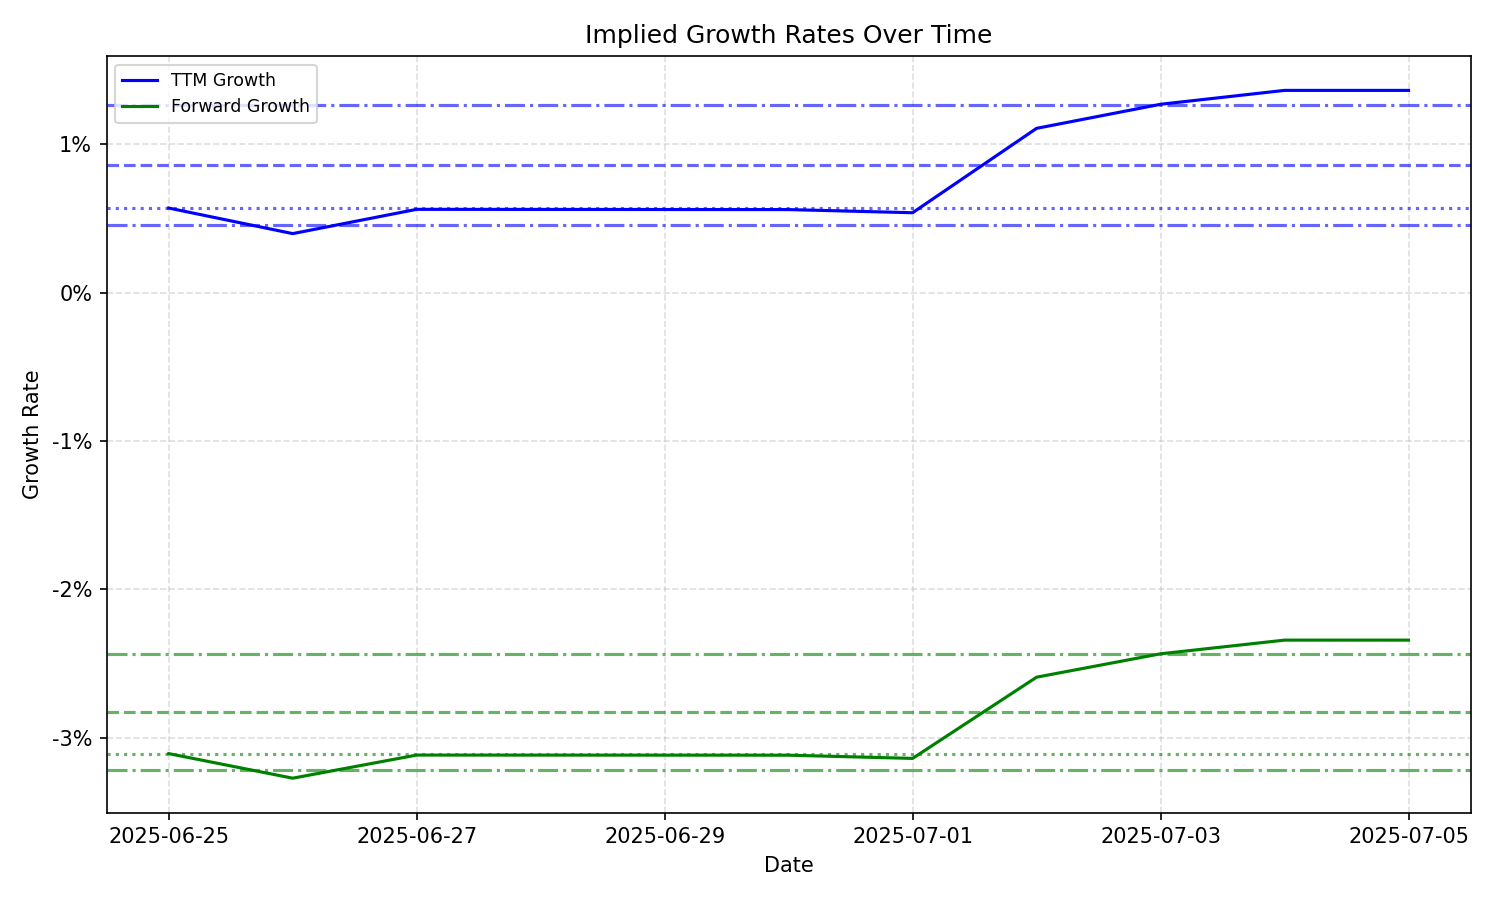 Implied Growth Rates Over Time
TTM Growth
Forward Growth
1%
0%
-1%
-2%
-3%
Growth Rate
2025-06-25
2025-06-27
2025-06-29
2025-07-01
2025-07-03
2025-07-05
Date